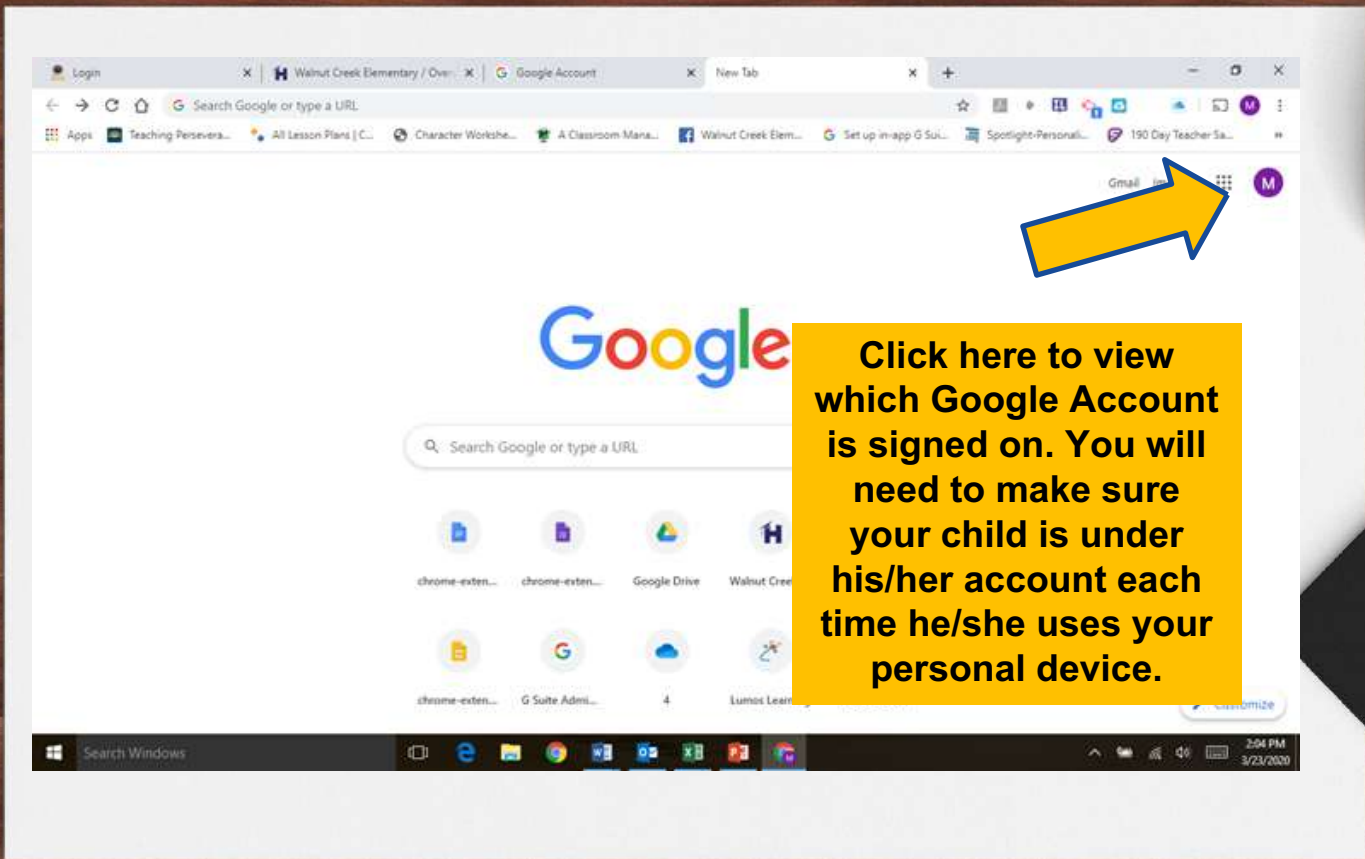 Login
Walnut Creek Elementary / Over
Google Account
New Tab
Search Google or type a URL
M
Apps
Teaching Persevera...
All Lesson Plans | C...
Character Workshe...
A Classroom Mana...
Walnut Creek Elem...
Set up in-app G Sui...
Spotlight-Personali...
190 Day Teacher Sa...
Gmail
M
Google
Search Google or type a URL
Click here to view
which Google Account
is signed on. You will
need to make sure
your child is under
his/her account each
time he/she uses your
personal device.
chrome-exten...
chrome-exten...
Google Drive
Walnut Cree
chrome-exten...
G Suite Admi...
4
Lumos Learn
Customize
Search Windows
2:04 PM
3/23/2020